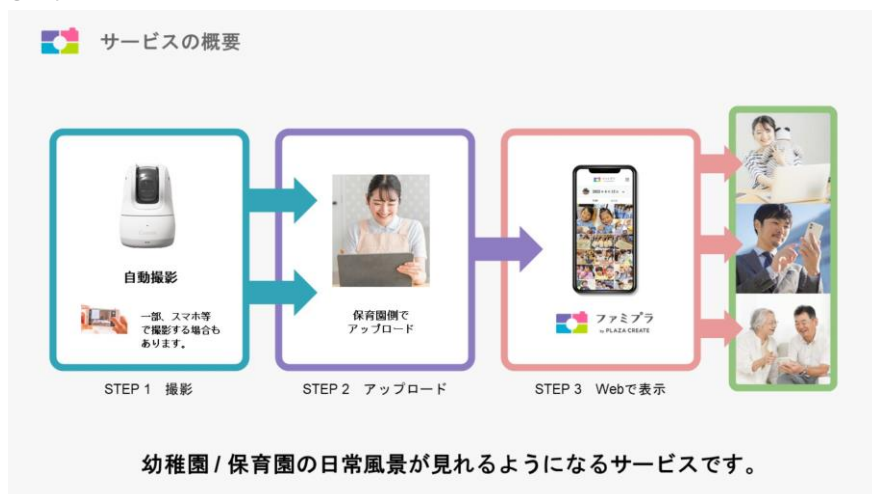 サービスの概要
自動撮影
一部、スマホ等
で撮影する場合も
あります。
STEP 1 撮影
保育園側で
アップロード
STEP 2 アップロード
ファミプラ
by PLAZA CREATE
STEP 3 Webで表示
幼稚園 / 保育園の日常風景が見れるようになるサービスです。